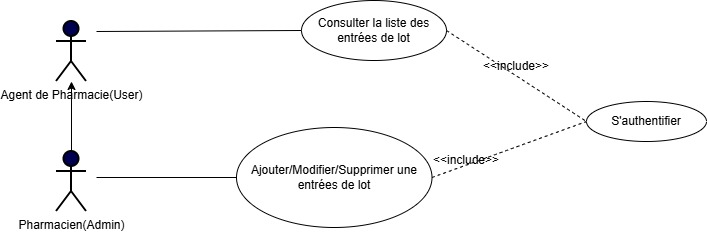 Consulter la liste des
entrées de lot
<<include>>
Agent de Pharmacie(User)
S'authentifier
<<include>>
Ajouter/Modifier/Supprimer une
entrées de lot
Pharmacien(Admin)